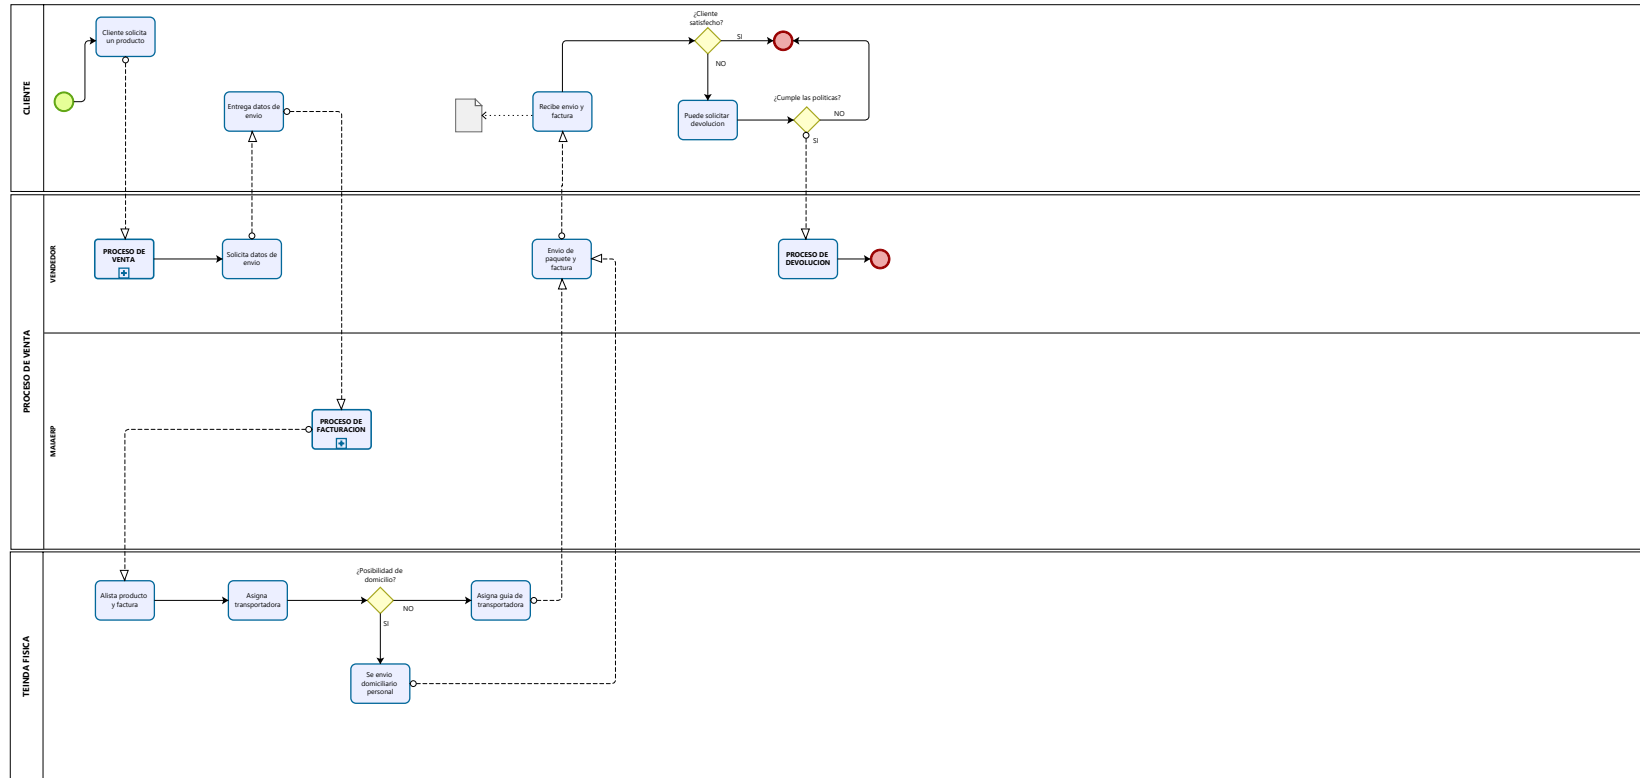 CLIENTE
Cliente solicita
un producto
Entrega datos de
envio
Recibe envio y
factura
¿Cliente
satisfecho?
SI
NO
Puede solicitar
devolucion
¿Cumple las politicas?
NO
SI
PROCESO DE VENTA
VENDEDOR
PROCESO DE
VENTA
Solicita datos de
envio
Envio de
paquete y
factura
PROCESO DE
DEVOLUCION
MAIAERP
PROCESO DE
FACTURACION
TEINDA FISICA
Alista producto
y factura
Asigna
transportadora
¿Posibilidad de
domicilio?
NO
SI
Asigna guia de
transportadora
Se envio
domiciliario
personal